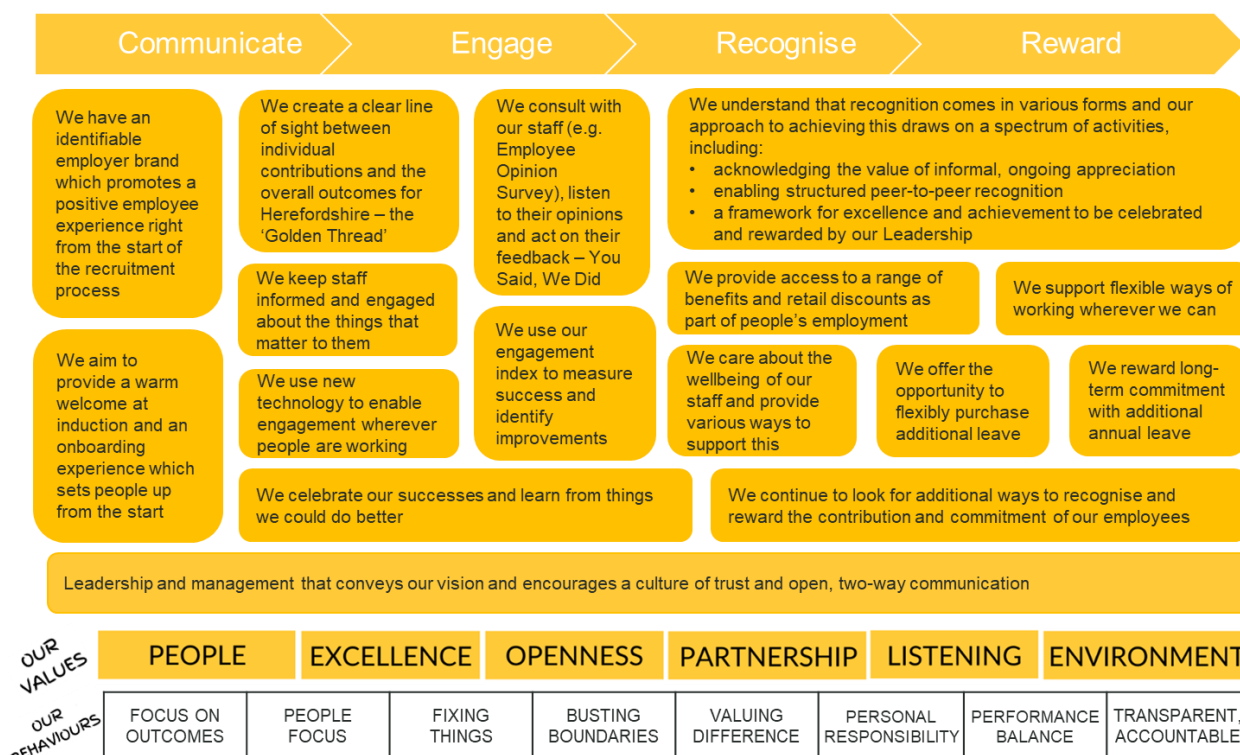 Communicate
Engage
Recognise
Reward
We have an
identifiable
employer brand
which promotes a
positive employee
experience right
from the start of
the recruitment
process
We aim to
provide a warm
welcome at
induction and an
onboarding
experience which
sets people up
from the start
We create a clear line
of sight between
individual
contributions and the
overall outcomes for
Herefordshire – the
‘Golden Thread’
We keep staff
informed and engaged
about the things that
matter to them
We use new
technology to enable
engagement wherever
people are working
We consult with
our staff (e.g.
Employee
Opinion
Survey), listen
to their opinions
and act on their
feedback – You
Said, We Did
We use our
engagement
index to measure
success and
identify
improvements
We celebrate our successes and learn from things
we could do better
We understand that recognition comes in various forms and our
approach to achieving this draws on a spectrum of activities,
including:
• acknowledging the value of informal, ongoing appreciation
• enabling structured peer-to-peer recognition
• a framework for excellence and achievement to be celebrated
and rewarded by our Leadership
We provide access to a range of
benefits and retail discounts as
part of people’s employment
We support flexible ways of
working wherever we can
We care about the
wellbeing of our
staff and provide
various ways to
support this
We offer the
opportunity to
flexibly purchase
additional leave
We reward long-
term commitment
with additional
annual leave
We continue to look for additional ways to recognise and
reward the contribution and commitment of our employees
Leadership and management that conveys our vision and encourages a culture of trust and open, two-way communication
OUR
VALUES
PEOPLE
EXCELLENCE
OPENNESS
PARTNERSHIP
LISTENING
ENVIRONMENT
OUR
BEHAVIOURS
FOCUS ON
OUTCOMES
PEOPLE
FOCUS
FIXING
THINGS
BUSTING
BOUNDARIES
VALUING
DIFFERENCE
PERSONAL
RESPONSIBILITY
PERFORMANCE
BALANCE
TRANSPARENT,
ACCOUNTABLE